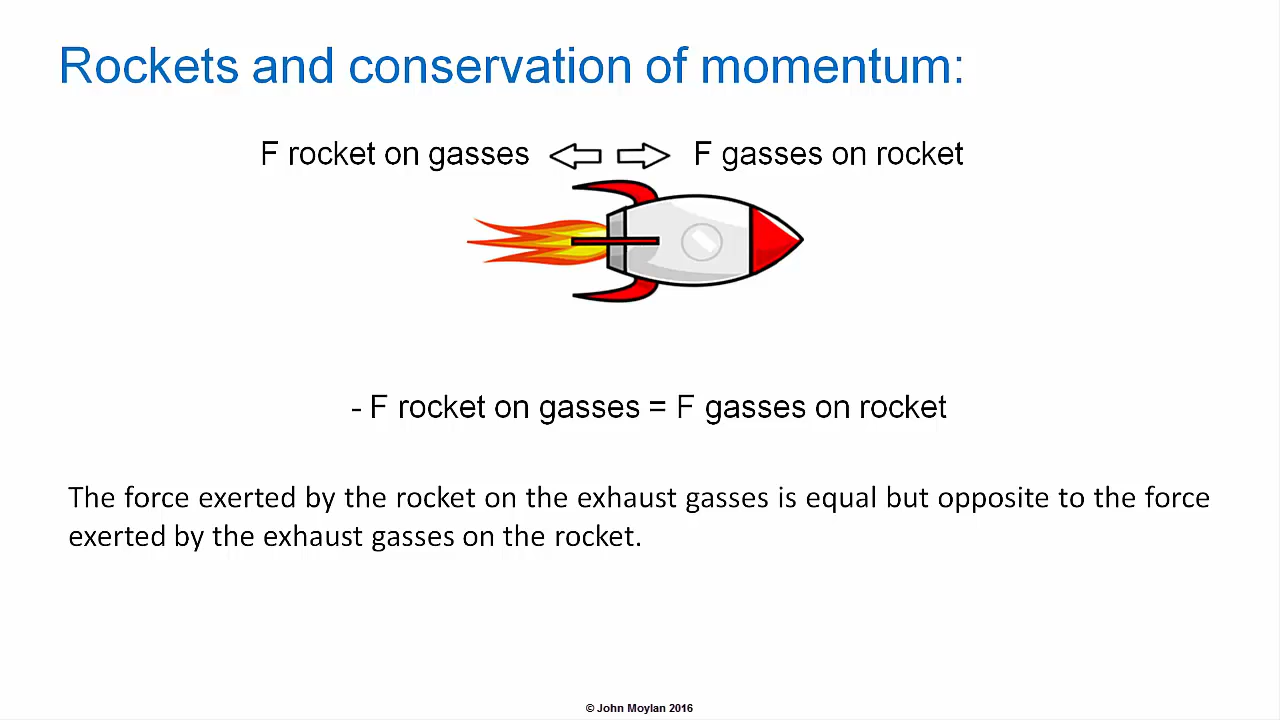 Rockets and conservation of momentum:
F rocket on gasses F gasses on rocket
- F rocket on gasses = F gasses on rocket
The force exerted by the rocket on the exhaust gasses is equal but opposite to the force
exerted by the exhaust gasses on the rocket.
© John Moylan 2016